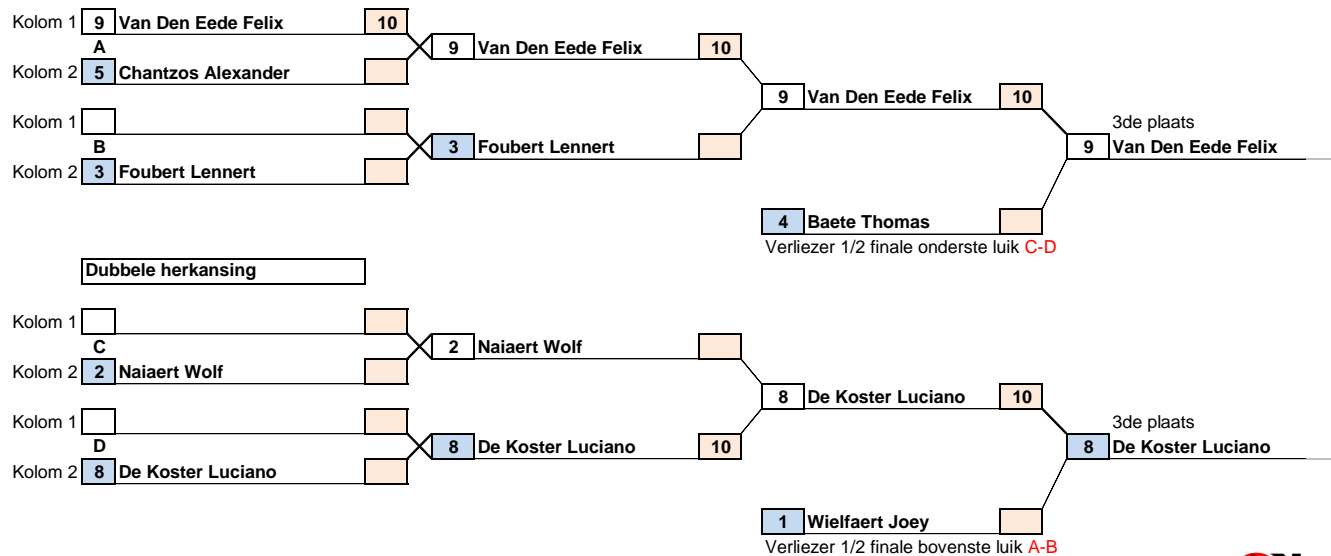 Kolom 1 9 Van Den Eede Felix 10
A
9 Van Den Eede Felix 10
Kolom 2 5 Chantzos Alexander
9 Van Den Eede Felix 10
Kolom 1
3de plaats
B
3 Foubert Lennert
9 Van Den Eede Felix
Kolom 2 3 Foubert Lennert
4 Baete Thomas
Verliezer 1/2 finale onderste luik C-D
Dubbele herkansing
Kolom 1
C
2 Naiaert Wolf
Kolom 2 2 Naiaert Wolf
8 De Koster Luciano 10
Kolom 1
3de plaats
D
8 De Koster Luciano 10
8 De Koster Luciano
Kolom 2 8 De Koster Luciano
1 Wielfaert Joey
Verliezer 1/2 finale bovenste luik A-B